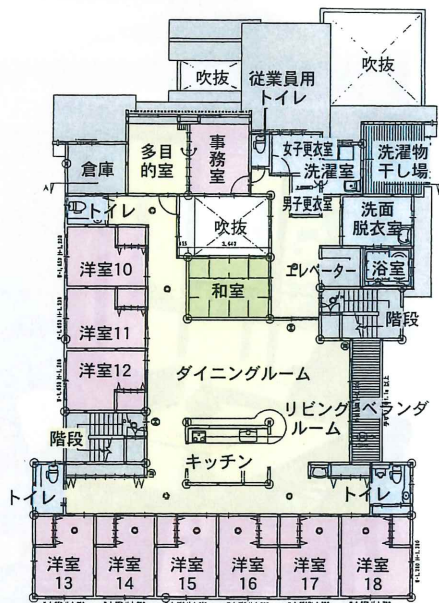 吹抜
従業員用
トイレ
吹抜
倉庫
多目
的室
事務室
女子更衣室
洗濯室
洗濯物
干し場
トイレ
男子更衣室
洗面
脱衣室
吹抜
洋室10
エレベーター
浴室
和室
洋室11
階段
洋室12
ダイニングルーム
リビング
ルーム
ベランダ
階段
キッチン
トイレ
トイレ
洋室
13
洋室
14
洋室
15
洋室
16
洋室
17
洋室
18